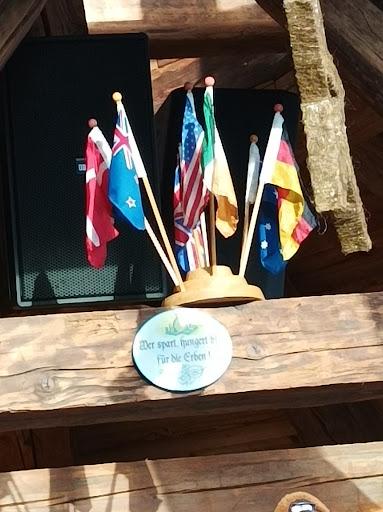 Wer spart, hungert
für die Erben!